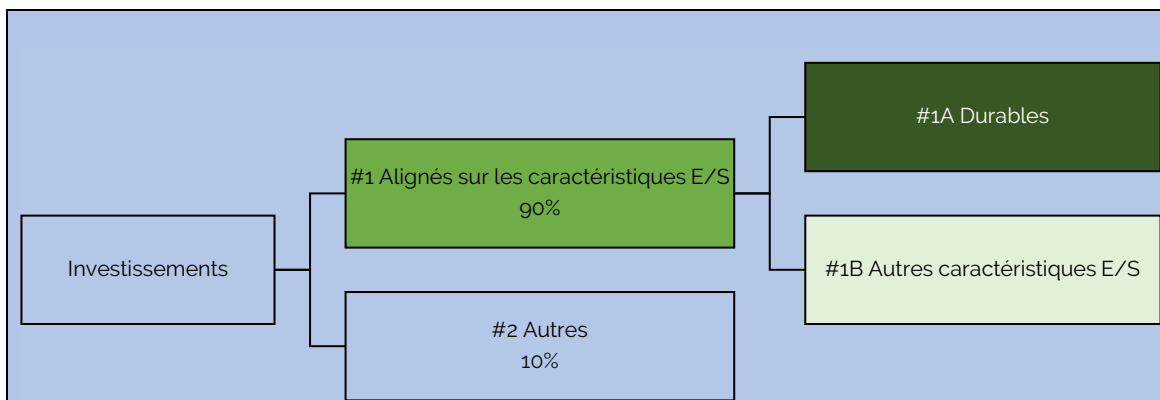 Investissements
#1 Alignés sur les caractéristiques E/S
90%
#2 Autres
10%
#1A Durables
#1B Autres caractéristiques E/S